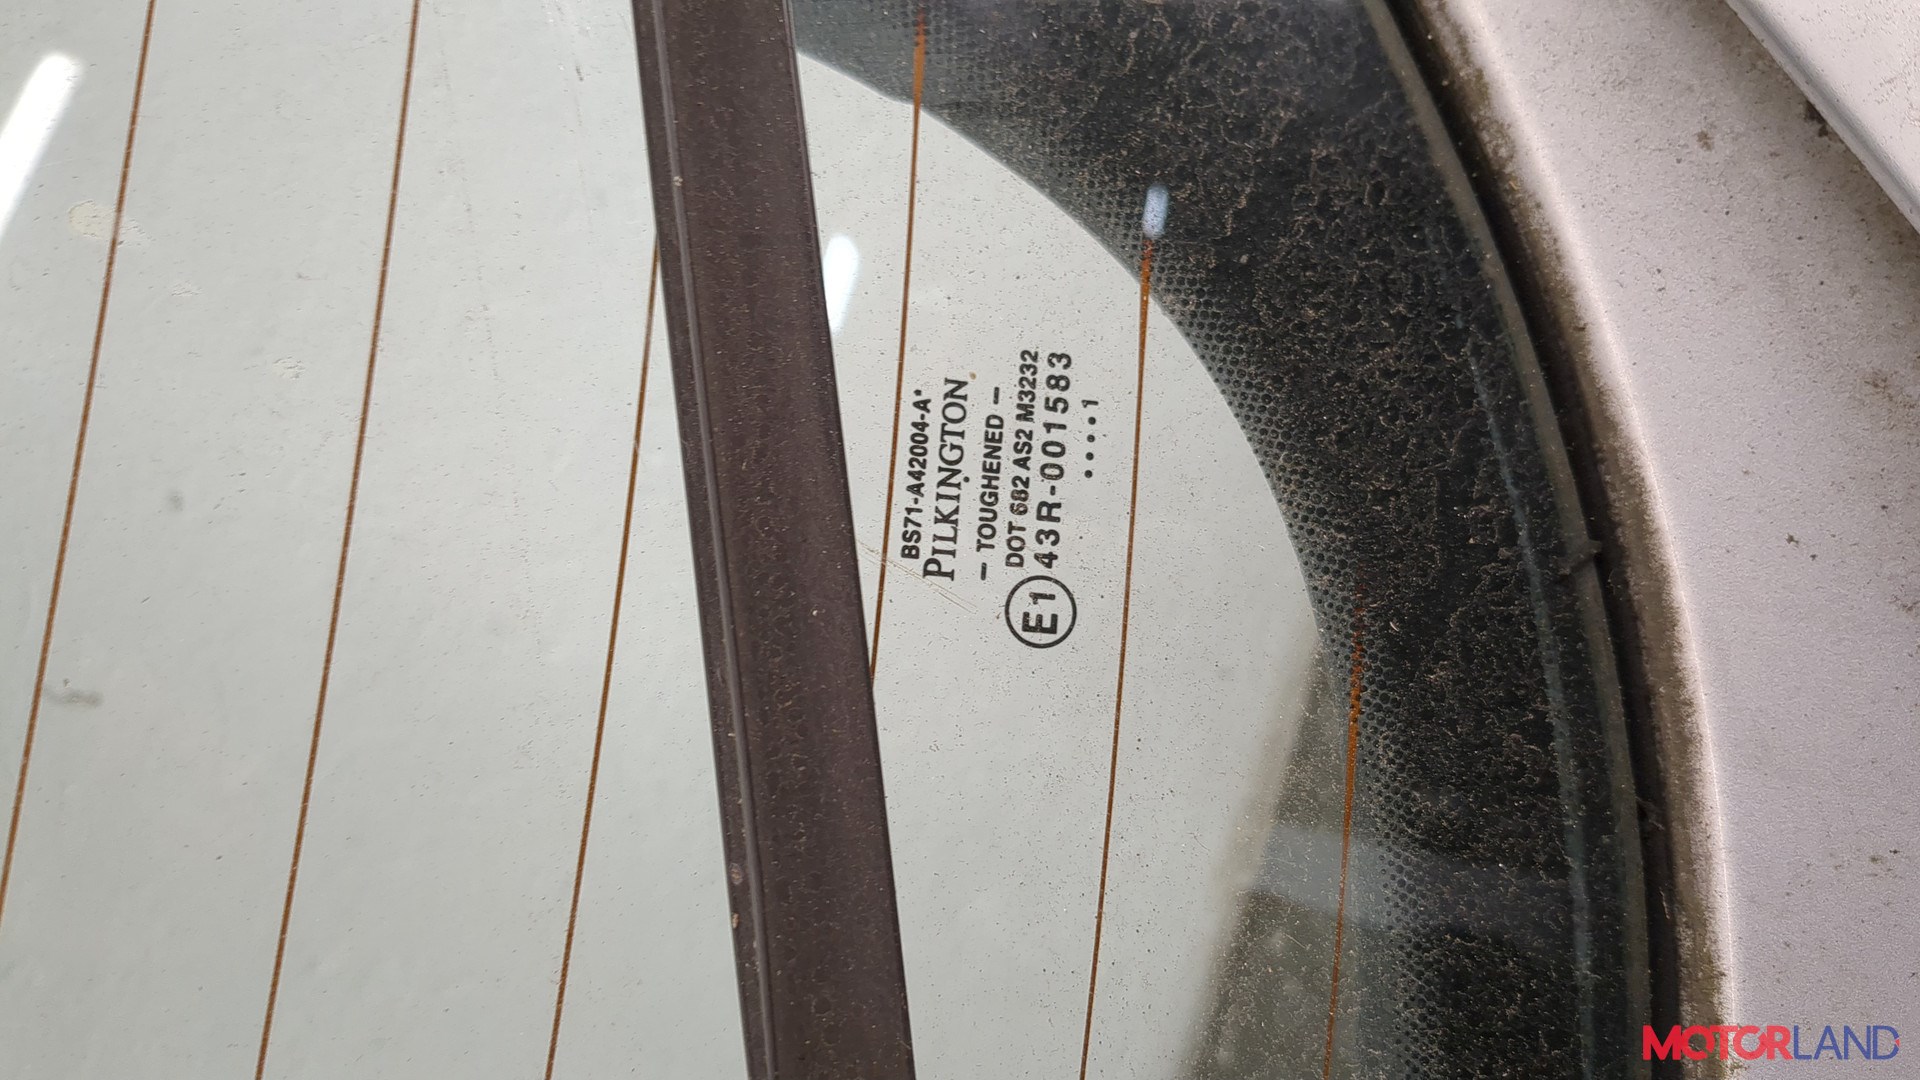 BS71-A42004-A*
PILKINGTON
- TOUGHENED -
DOT 682 AS2 M3232
E1 43R-001583
.....1
MOTORLAND